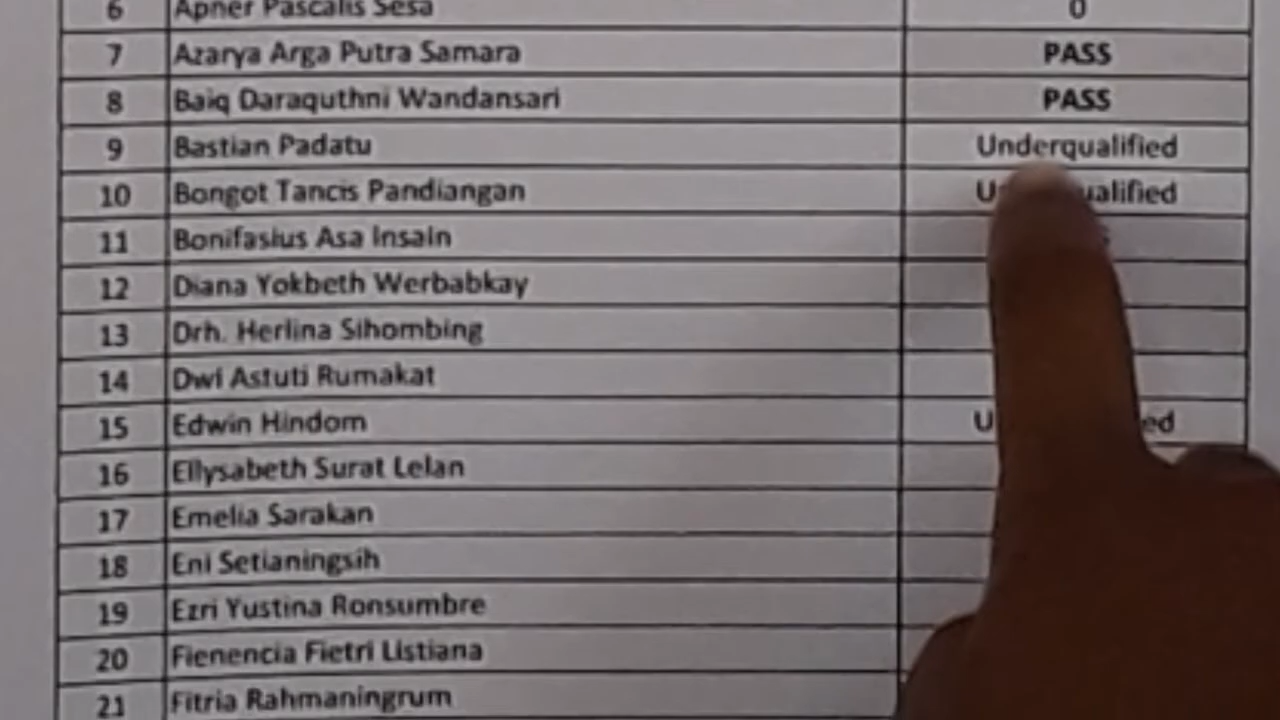 6 Apner Pascalis Sesa 0
7 Azarya Arga Putra Samara PASS
8 Baiq Daraquthni Wandansari PASS
9 Bastian Padatu Underqualified
10 Bongot Tancis Pandiangan
11 Bonifasius Asa Insain
12 Diana Yokbeth Werbabkay
13 Drh. Herlina Sihombing
14 Dwi Astuti Rumakat
15 Edwin Hindom
16 Ellysabeth Surat Lelan
17 Emelia Sarakan
18 Eni Setianingsih
19 Ezri Yustina Ronsumbre
20 Fienencia Fietri Listiana
21 Fitria Rahmaningrum